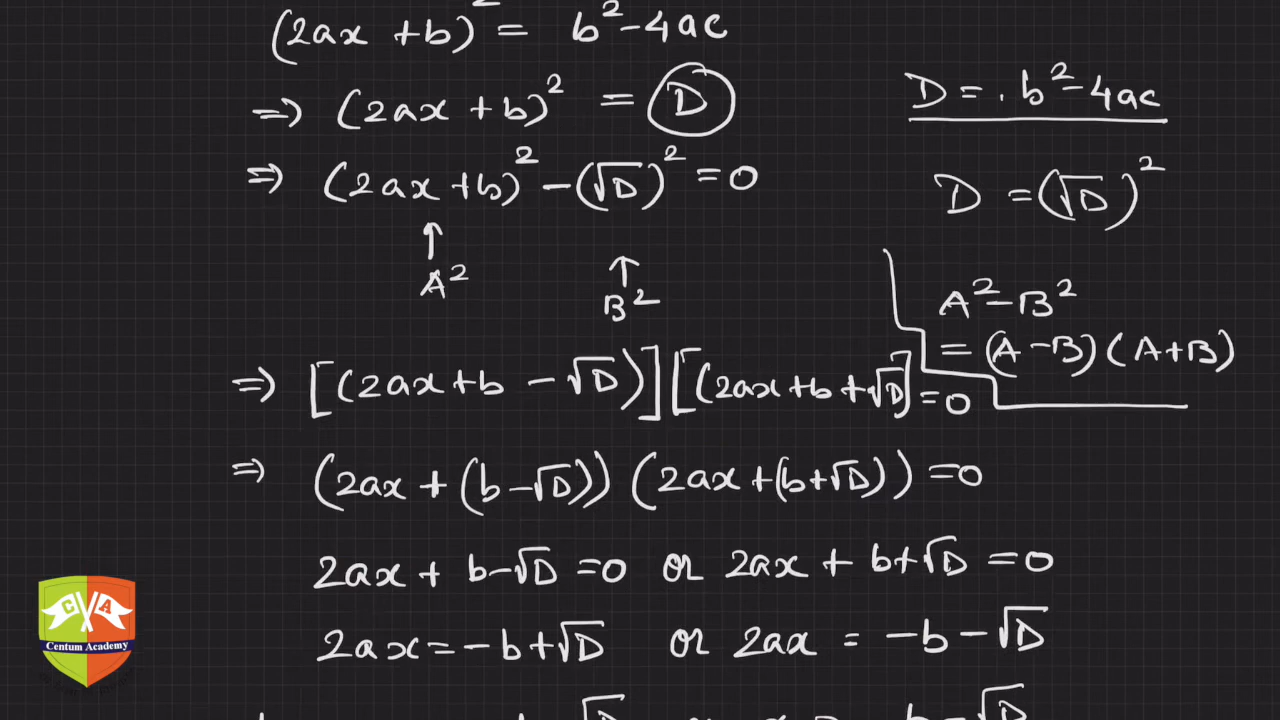 (2ax + b)² = b² - 4ac
⇒ (2ax + b)² = D
D = . b² - 4ac
⇒ (2ax + b)² - (√D)² = 0
D = (√D)²
A²
B²
A² - B²
= (A - B)(A + B)
⇒ [(2ax + b - √D)] [(2ax + b + √D] = 0
⇒ (2ax + (b - √D)) (2ax + (b + √D)) = 0
2ax + b - √D = 0 or 2ax + b + √D = 0
2ax = - b + √D or 2ax = - b - √D
C A
Centum Academy